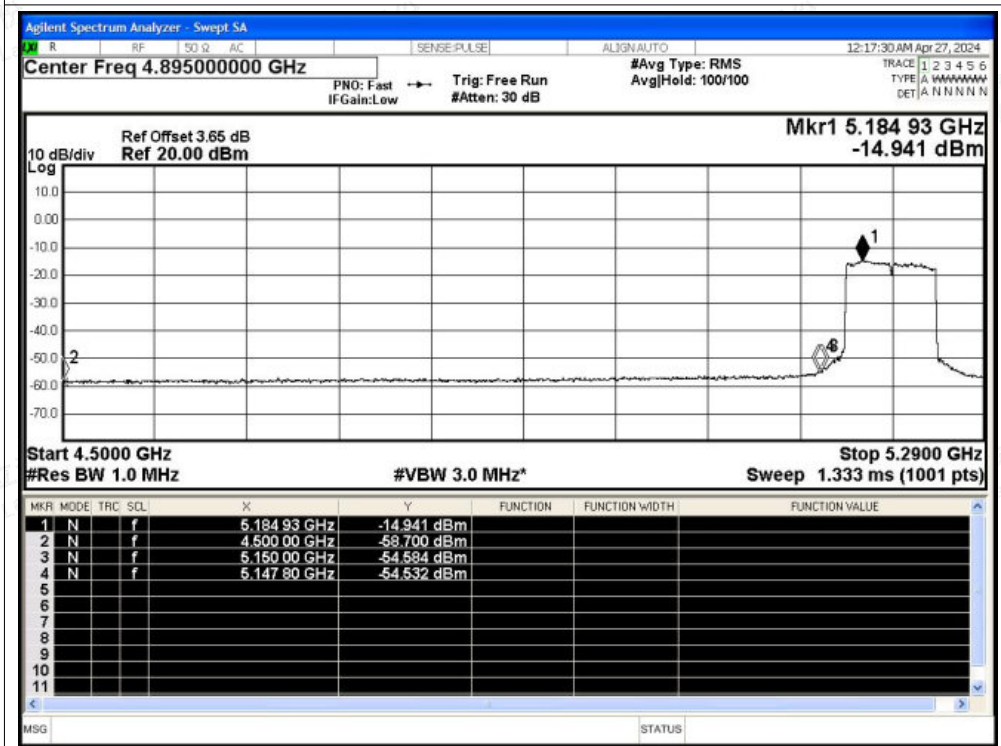 Agilent Spectrum Analyzer - Swept SA
LXI R RF 50 Ω AC SENSE:PULSE ALIGN AUTO 12:17:30 AM Apr 27, 2024
Center Freq 4.895000000 GHz #Avg Type: RMS TRACE 1 2 3 4 5 6
PNO: Fast Trig: Free Run Avg|Hold: 100/100 TYPE A WWWWW
IFGain:Low #Atten: 30 dB DET A N N N N N
Mkr1 5.184 93 GHz
Ref Offset 3.65 dB
10 dB/div Ref 20.00 dBm -14.941 dBm
Log
10.0
0.00
1
-10.0
-20.0
-30.0
-40.0
-50.0 2 4 3
-60.0
-70.0
Start 4.5000 GHz Stop 5.2900 GHz
#Res BW 1.0 MHz #VBW 3.0 MHz* Sweep 1.333 ms (1001 pts)
MKR MODE TRC SCL X Y FUNCTION FUNCTION WIDTH FUNCTION VALUE
1 N f 5.184 93 GHz -14.941 dBm
2 N f 4.500 00 GHz -58.700 dBm
3 N f 5.150 00 GHz -54.584 dBm
4 N f 5.147 80 GHz -54.532 dBm
5
6
7
8
9
10
11
MSG STATUS